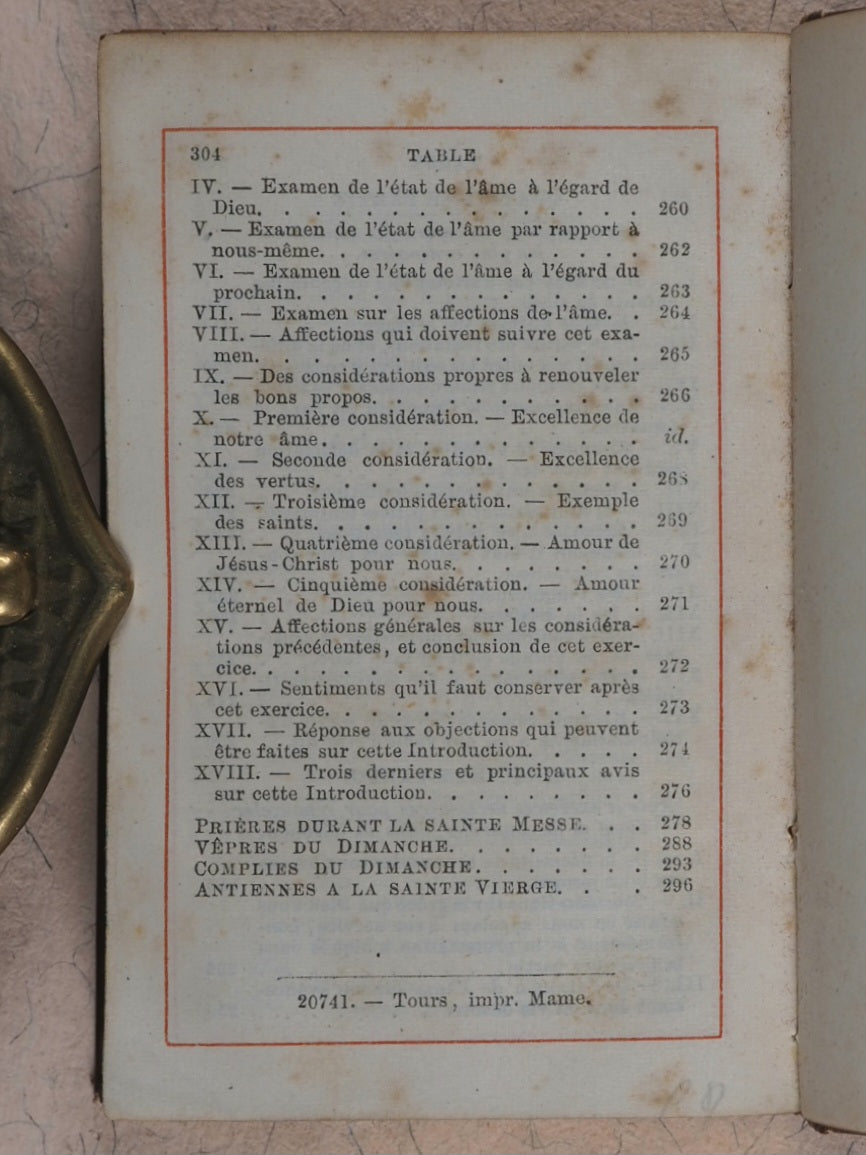 304 TABLE
IV. — Examen de l'état de l'âme à l'égard de
Dieu. . . . . . . . . . . . . . . 260
V. — Examen de l'état de l'âme par rapport à
nous-même. . . . . . . . . . . . . 262
VI. — Examen de l'état de l'âme à l'égard du
prochain. . . . . . . . . . . . . . 263
VII. — Examen sur les affections de l'âme. . 264
VIII. — Affections qui doivent suivre cet exa-
men. . . . . . . . . . . . . . . 265
IX. — Des considérations propres à renouveler
les bons propos. . . . . . . . . . . 266
X. — Première considération. — Excellence de
notre âme. . . . . . . . . . . . . id.
XI. — Seconde considération. — Excellence
des vertus. . . . . . . . . . . . . 268
XII. — Troisième considération. — Exemple
des saints. . . . . . . . . . . . . 269
XIII. — Quatrième considération. — Amour de
Jésus-Christ pour nous. . . . . . . . 270
XIV. — Cinquième considération. — Amour
éternel de Dieu pour nous. . . . . . . 271
XV. — Affections générales sur les considéra-
tions précédentes, et conclusion de cet exer-
cice. . . . . . . . . . . . . . . 272
XVI. — Sentiments qu'il faut conserver après
cet exercice. . . . . . . . . . . . . 273
XVII. — Réponse aux objections qui peuvent
être faites sur cette Introduction. . . . . 274
XVIII. — Trois derniers et principaux avis
sur cette Introduction. . . . . . . . . 276
PRIÈRES DURANT LA SAINTE MESSE. . . 278
VÊPRES DU DIMANCHE. . . . . . . . 288
COMPLIES DU DIMANCHE. . . . . . . 293
ANTIENNES A LA SAINTE VIERGE. . . 296
20741. — Tours, impr. Mame.